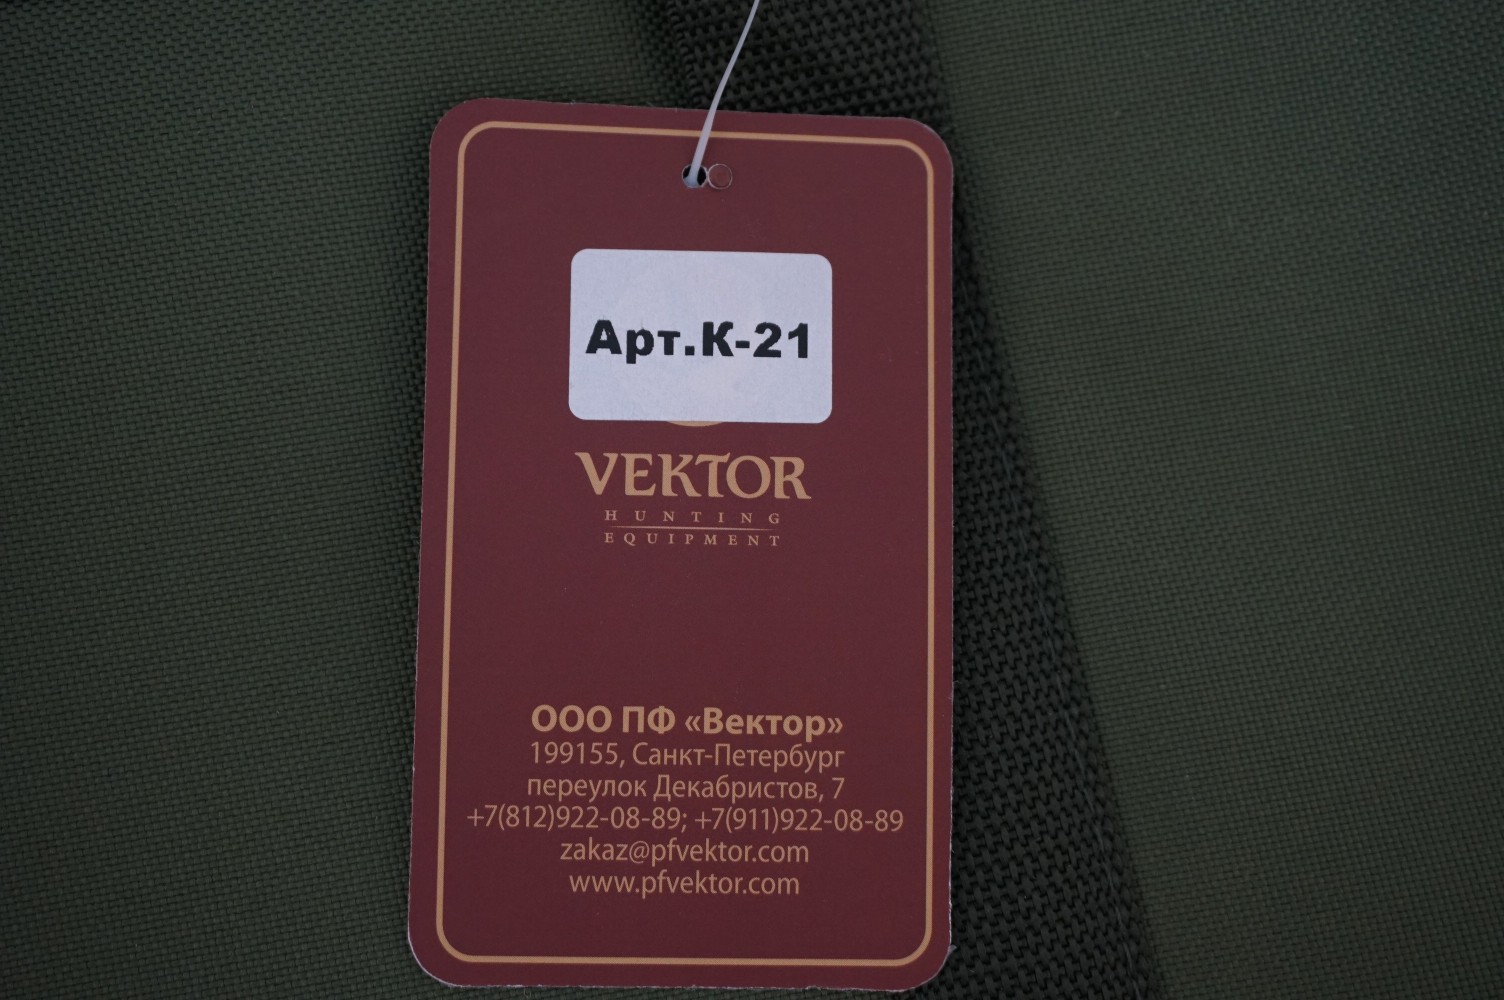 Арт.К-21
VEKTOR
HUNTING
EQUIPMENT
ООО ПФ «Вектор»
199155, Санкт-Петербург
переулок Декабристов, 7
+7(812)922-08-89; +7(911)922-08-89
zakaz@pfvektor.com
www.pfvektor.com